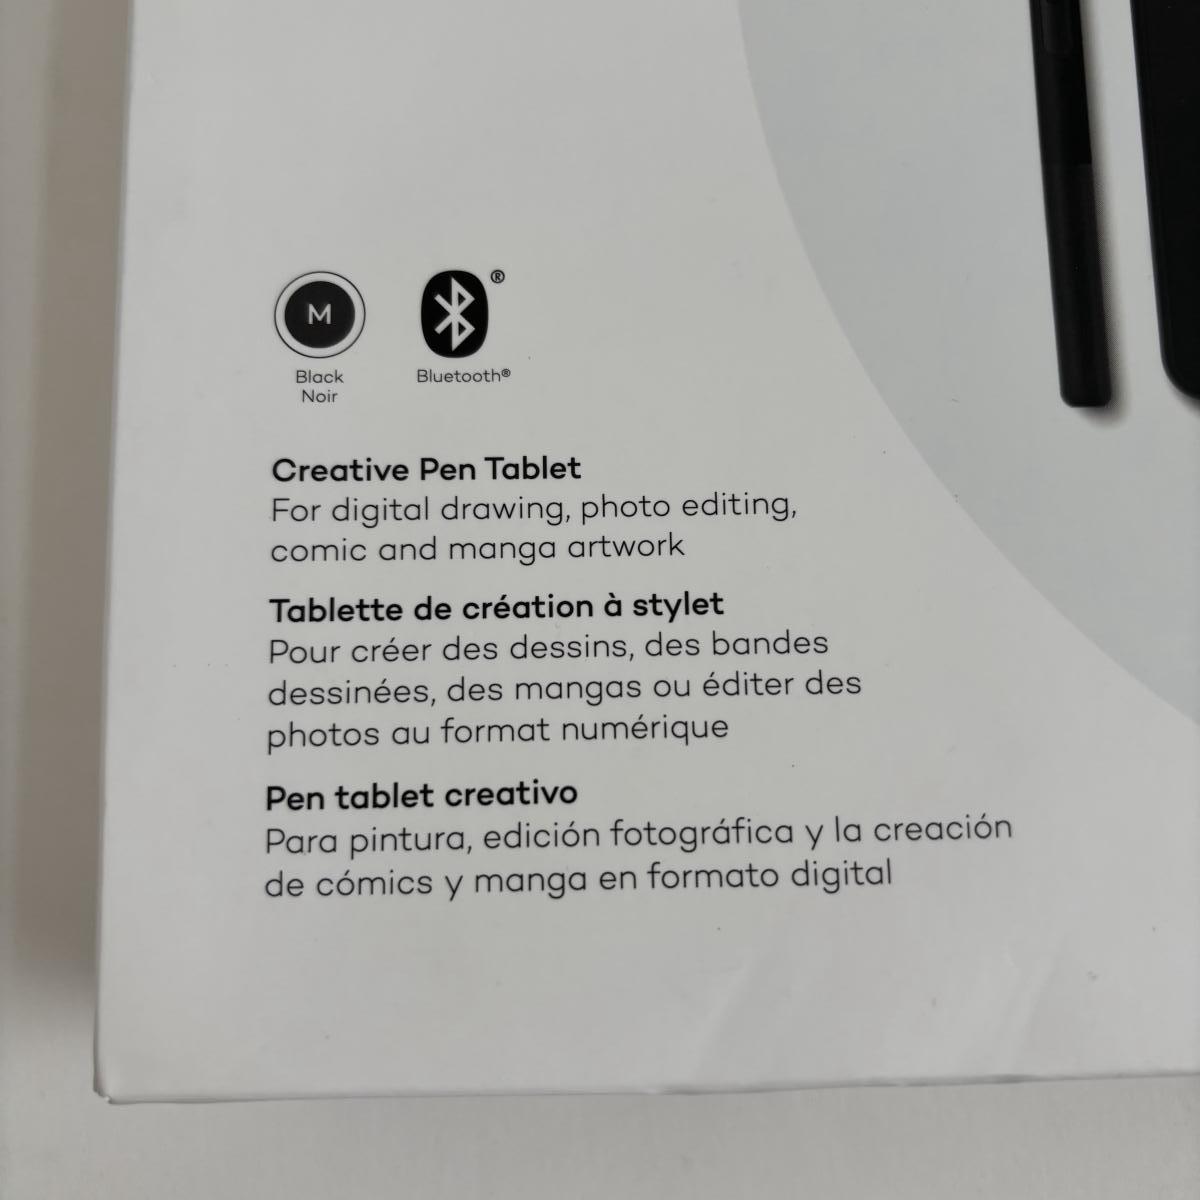 M
®
Black
Noir
Bluetooth®
Creative Pen Tablet
For digital drawing, photo editing,
comic and manga artwork
Tablette de création à stylet
Pour créer des dessins, des bandes
dessinées, des mangas ou éditer des
photos au format numérique
Pen tablet creativo
Para pintura, edición fotográfica y la creación
de cómics y manga en formato digital